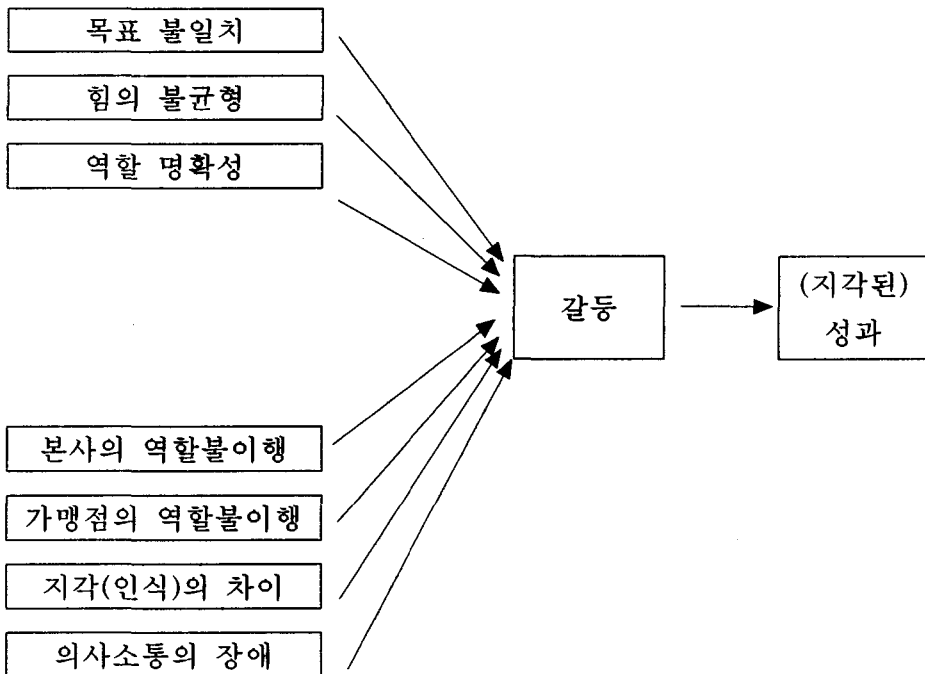 목표 불일치
힘의 불균형
역할 명확성
갈등
(지각된)
성과
본사의 역할불이행
가맹점의 역할불이행
지각(인식)의 차이
의사소통의 장애